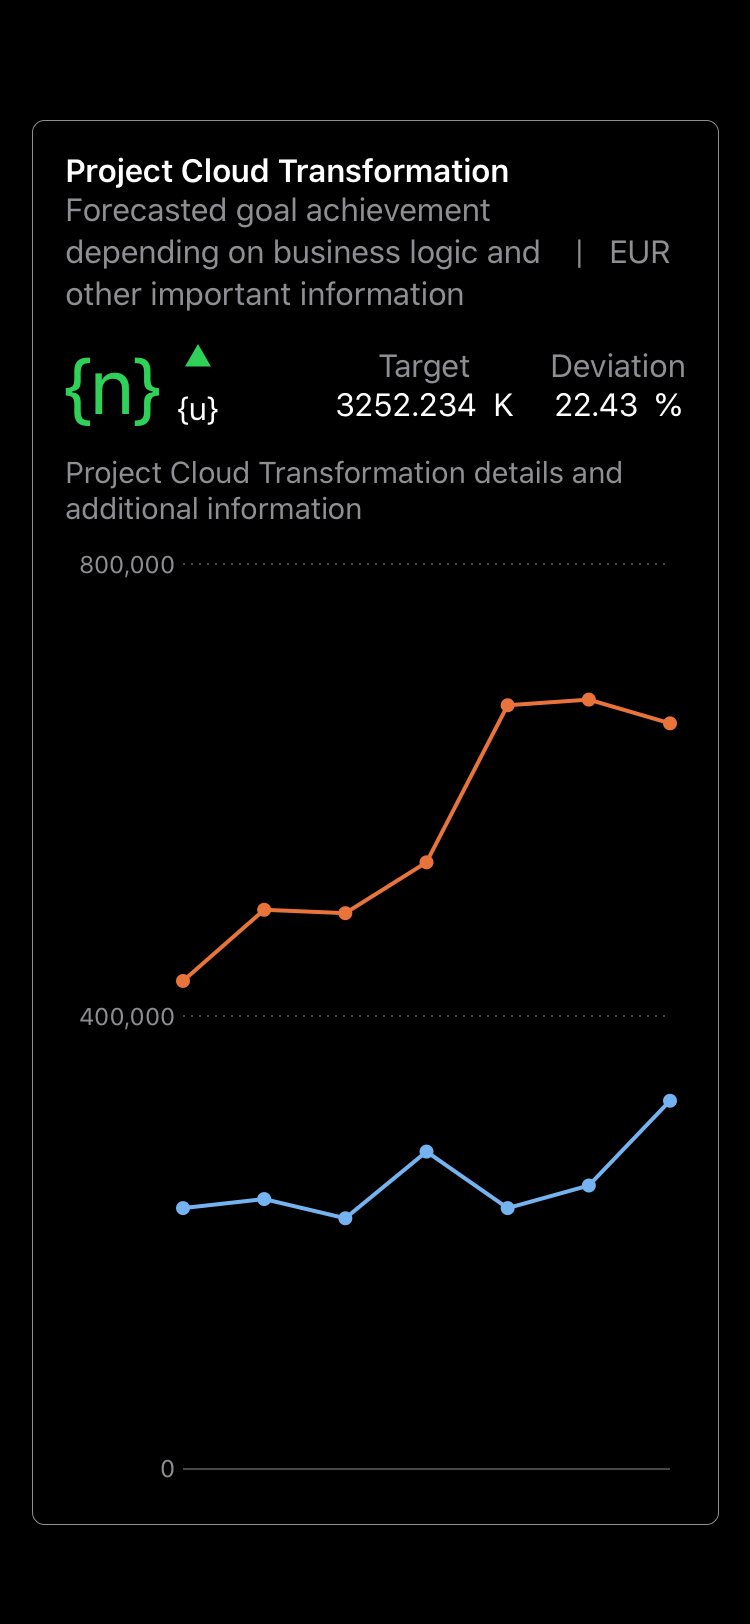 Project Cloud Transformation
Forecasted goal achievement
depending on business logic and | EUR
other important information
{n} {u}
Target Deviation
3252.234 K 22.43 %
Project Cloud Transformation details and
additional information
800,000
400,000
0